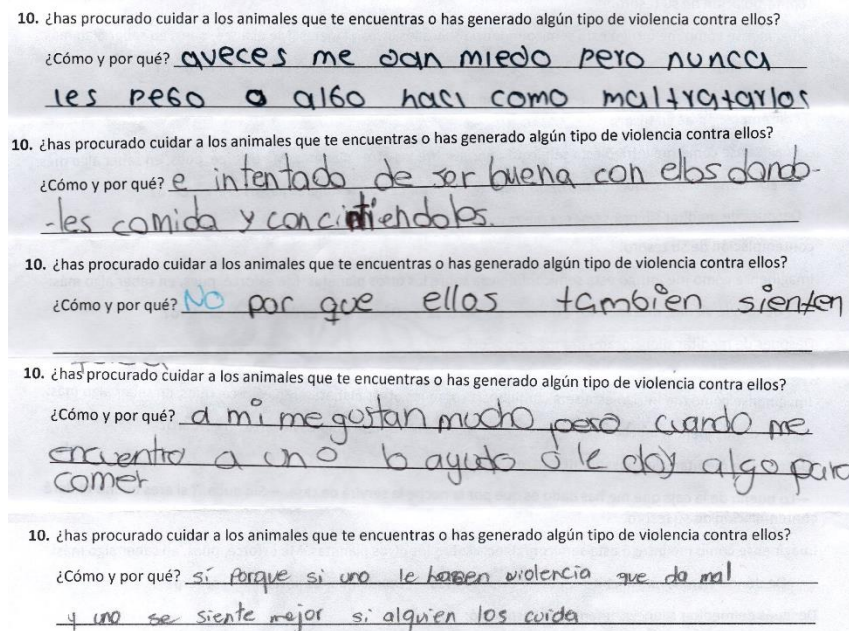 10. ¿has procurado cuidar a los animales que te encuentras o has generado algún tipo de violencia contra ellos?
¿Cómo y por qué? aveces me dan miedo pero nunca
les pego o algo haci como maltratarlos
10. ¿has procurado cuidar a los animales que te encuentras o has generado algún tipo de violencia contra ellos?
¿Cómo y por qué? e intentado de ser buena con ellos dando-
-les comida y concintiendolos.
10. ¿has procurado cuidar a los animales que te encuentras o has generado algún tipo de violencia contra ellos?
¿Cómo y por qué? No por que ellos tambien sienten
10. ¿has procurado cuidar a los animales que te encuentras o has generado algún tipo de violencia contra ellos?
¿Cómo y por qué? a mi me gustan mucho pero cuando me
encuentro a uno lo ayudo o le doy algo para
comer
10. ¿has procurado cuidar a los animales que te encuentras o has generado algún tipo de violencia contra ellos?
¿Cómo y por qué? sí porque si uno le hacen violencia que da mal
y uno se siente mejor si alguien los cuida